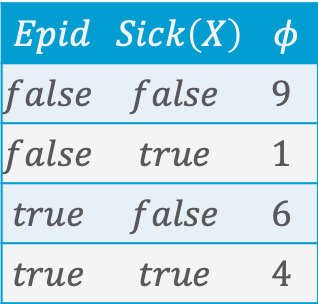 Epid Sick(X) ϕ
false false 9
false true 1
true false 6
true true 4